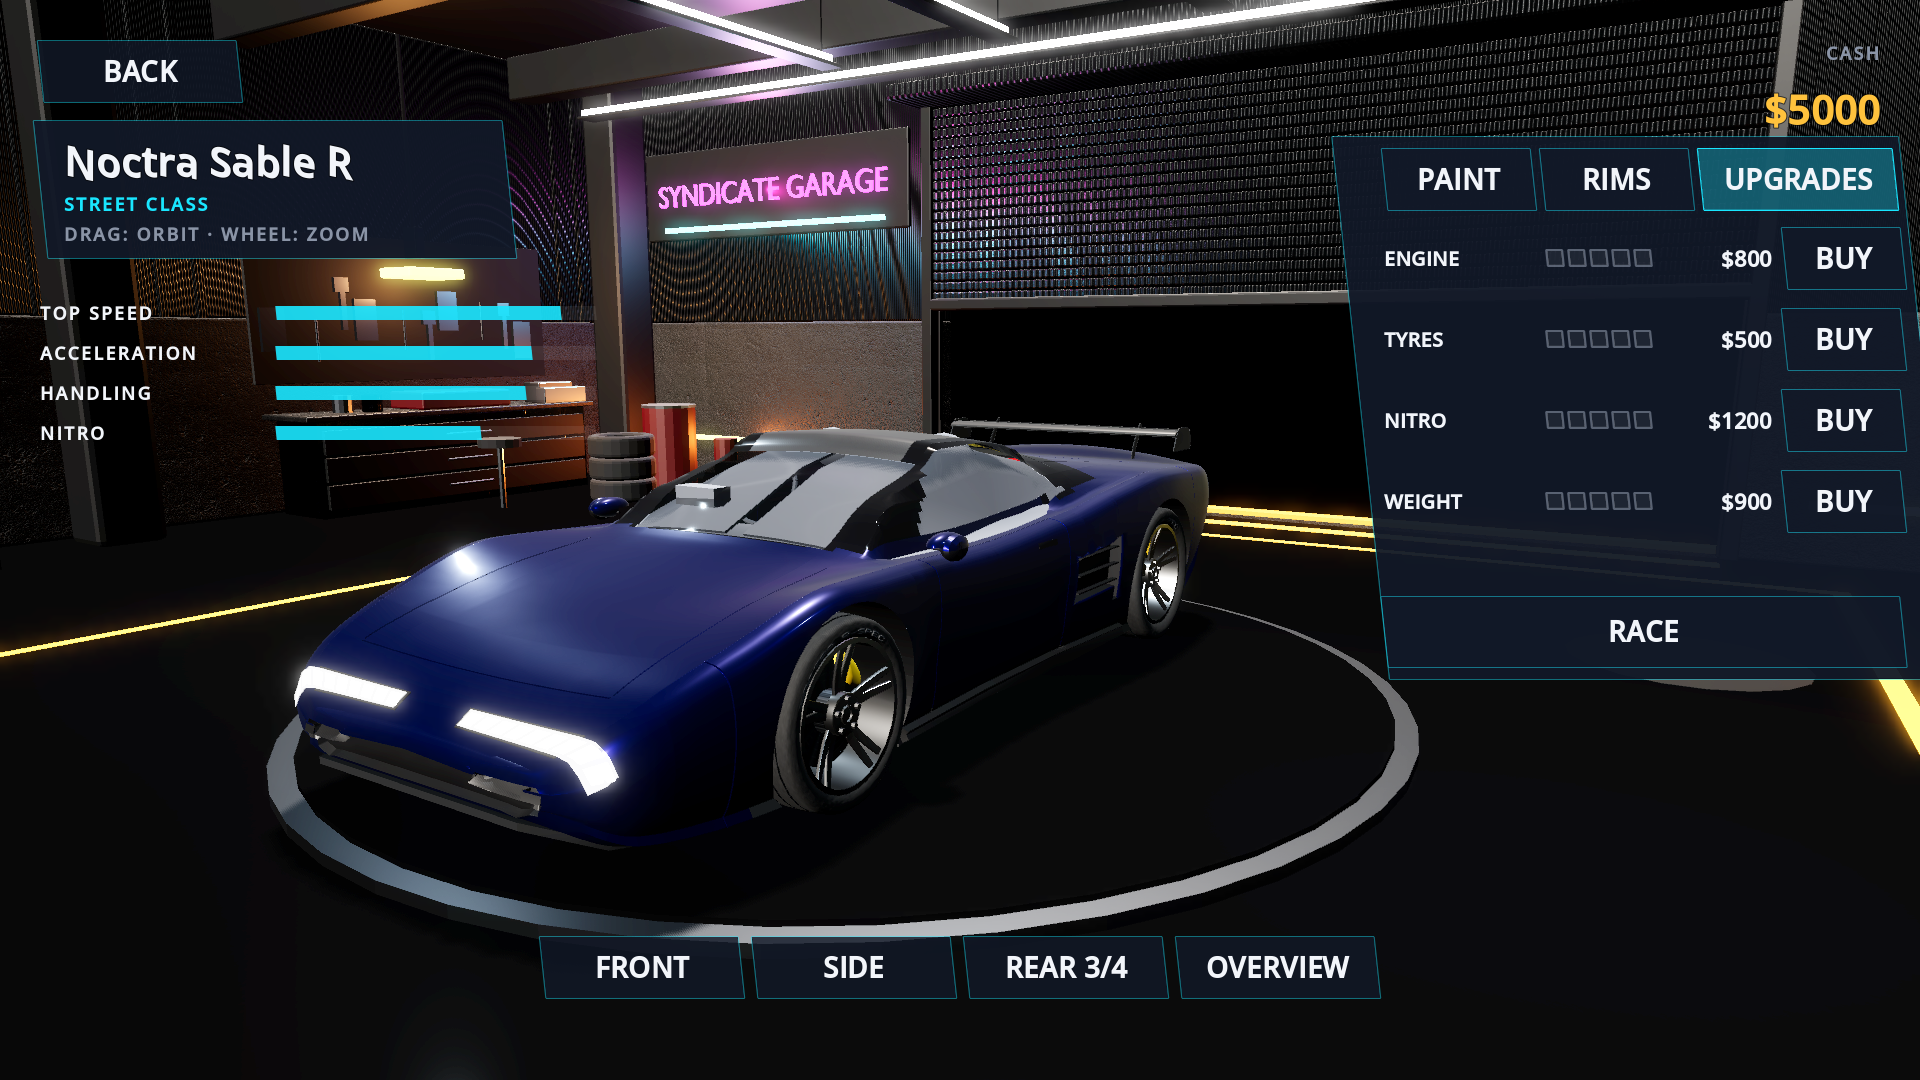 BACK
CASH
$5000
Noctra Sable R
STREET CLASS
DRAG: ORBIT · WHEEL: ZOOM
SYNDICATE GARAGE
PAINT
RIMS
UPGRADES
TOP SPEED
ACCELERATION
HANDLING
NITRO
ENGINE $800 BUY
TYRES $500 BUY
NITRO $1200 BUY
WEIGHT $900 BUY
RACE
FRONT
SIDE
REAR 3/4
OVERVIEW